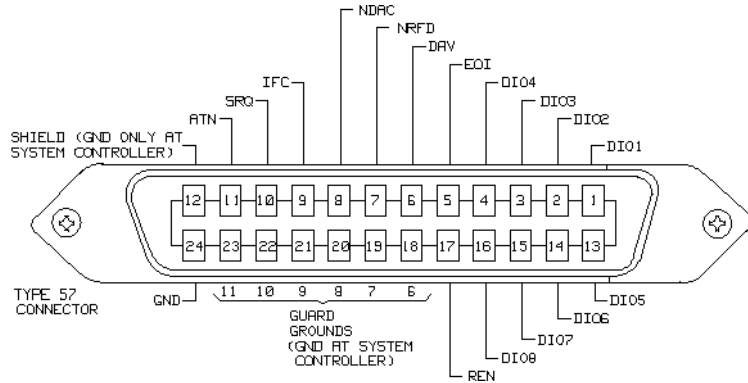 NDAC
NRFD
DAV
EOI
IFC
DIO4
SRQ
DIO3
ATN
DIO2
SHIELD (GND ONLY AT
SYSTEM CONTROLLER)
DIO1
12 11 10 9 8 7 6 5 4 3 2 1
24 23 22 21 20 19 18 17 16 15 14 13
TYPE 57
CONNECTOR
GND
11 10 9 8 7 6
DIO5
GUARD
GROUNDS
(GND AT SYSTEM
CONTROLLER)
DIO6
DIO7
DIO8
REN